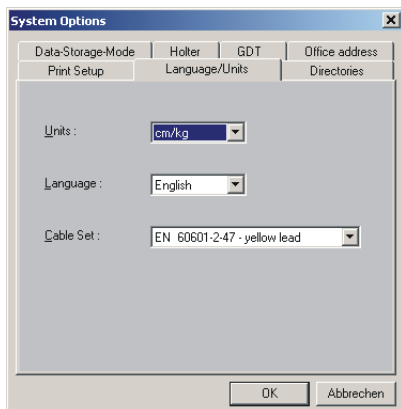 System Options
Data-Storage-Mode Holter GDT Office address
Print Setup Language/Units Directories
Units : cm/kg
Language : English
Cable Set : EN 60601-2-47 - yellow lead
OK Abbrechen